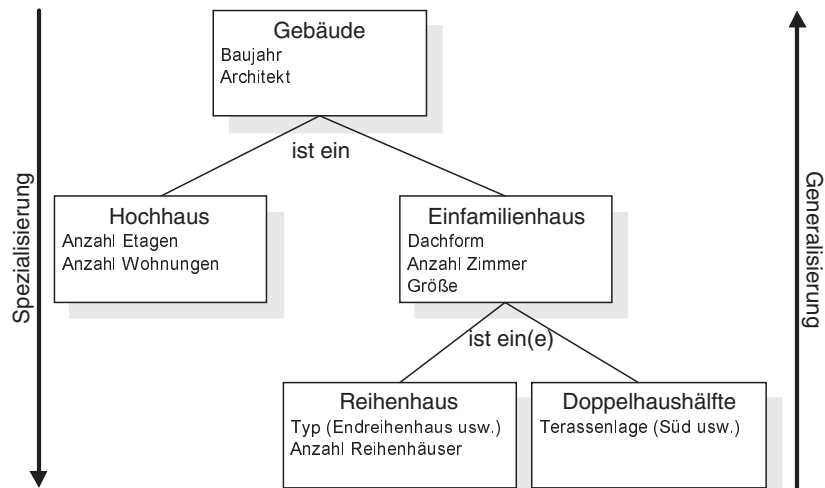 Gebäude
Baujahr
Architekt
ist ein
Spezialisierung
Generalisierung
Hochhaus
Anzahl Etagen
Anzahl Wohnungen
Einfamilienhaus
Dachform
Anzahl Zimmer
Größe
ist ein(e)
Reihenhaus
Typ (Endreihenhaus usw.)
Anzahl Reihenhäuser
Doppelhaushälfte
Terassenlage (Süd usw.)